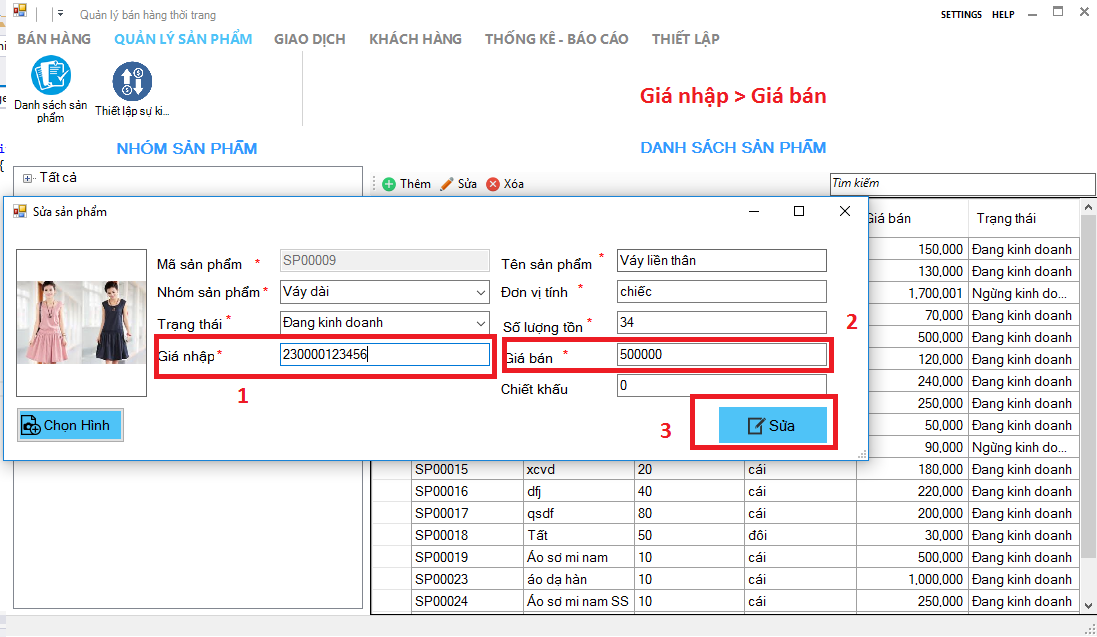 Quản lý bán hàng thời trang
SETTINGS HELP
BÁN HÀNG QUẢN LÝ SẢN PHẨM GIAO DỊCH KHÁCH HÀNG THỐNG KÊ - BÁO CÁO THIẾT LẬP
Danh sách sản phẩm
Thiết lập sự ki...
Giá nhập > Giá bán
NHÓM SẢN PHẨM
DANH SÁCH SẢN PHẨM
Tất cả
Thêm Sửa Xóa
Tìm kiếm
Sửa sản phẩm
Mã sản phẩm * SP00009
Tên sản phẩm * Váy liền thân
Nhóm sản phẩm * Váy dài
Đơn vị tính * chiếc
Trạng thái * Đang kinh doanh
Số lượng tồn * 34
2
Giá nhập * 230000123456
Giá bán * 500000
1
Chiết khấu 0
Chọn Hình
3
Sửa
Giá bán Trạng thái
150,000 Đang kinh doanh
130,000 Đang kinh doanh
1,700,001 Ngừng kinh do...
70,000 Đang kinh doanh
500,000 Đang kinh doanh
120,000 Đang kinh doanh
240,000 Đang kinh doanh
250,000 Đang kinh doanh
50,000 Đang kinh doanh
90,000 Ngừng kinh do...
SP00015 xcvd 20 cái 180,000 Đang kinh doanh
SP00016 dfj 40 cái 220,000 Đang kinh doanh
SP00017 qsdf 80 cái 200,000 Đang kinh doanh
SP00018 Tất 50 đôi 30,000 Đang kinh doanh
SP00019 Áo sơ mi nam 10 cái 500,000 Đang kinh doanh
SP00023 áo dạ hàn 10 cái 1,000,000 Đang kinh doanh
SP00024 Áo sơ mi nam SS 10 cái 250,000 Đang kinh doanh